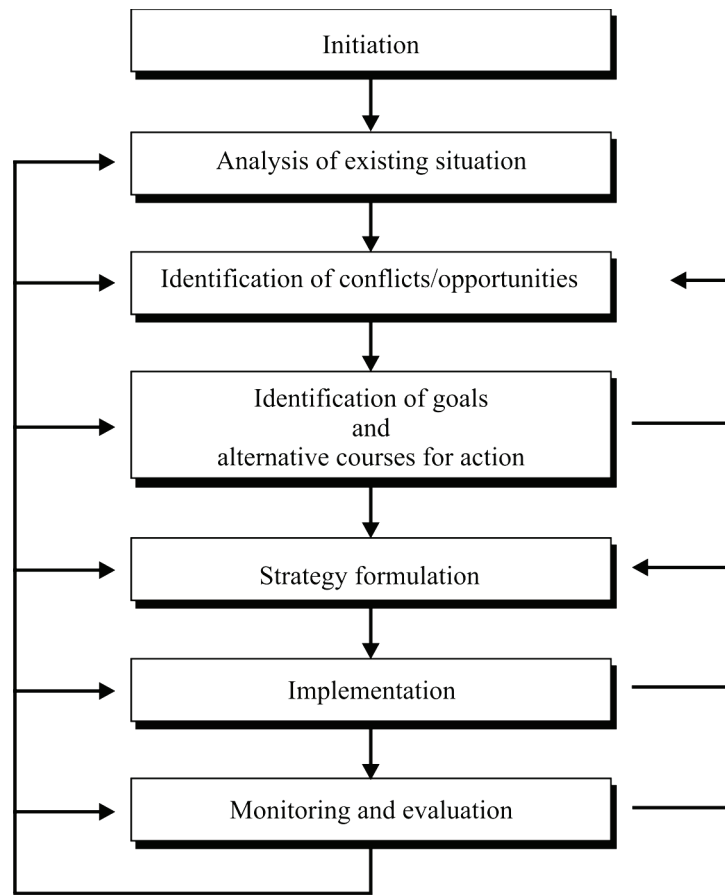 Initiation
Analysis of existing situation
Identification of conflicts/opportunities
Identification of goals
and
alternative courses for action
Strategy formulation
Implementation
Monitoring and evaluation